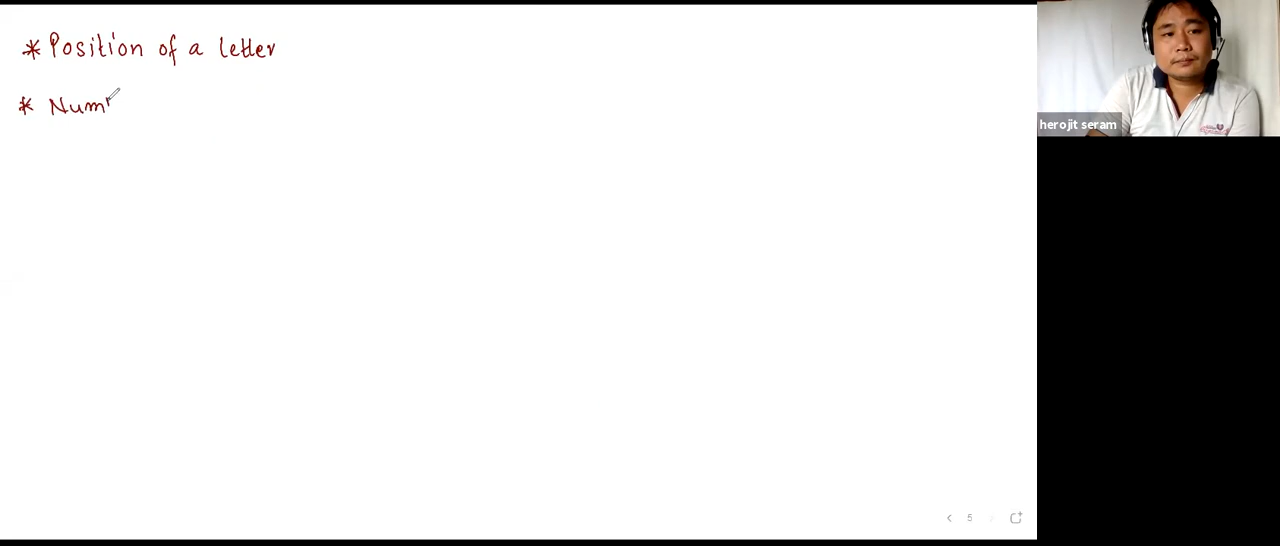 * Position of a letter
* Num
herojit seram
5